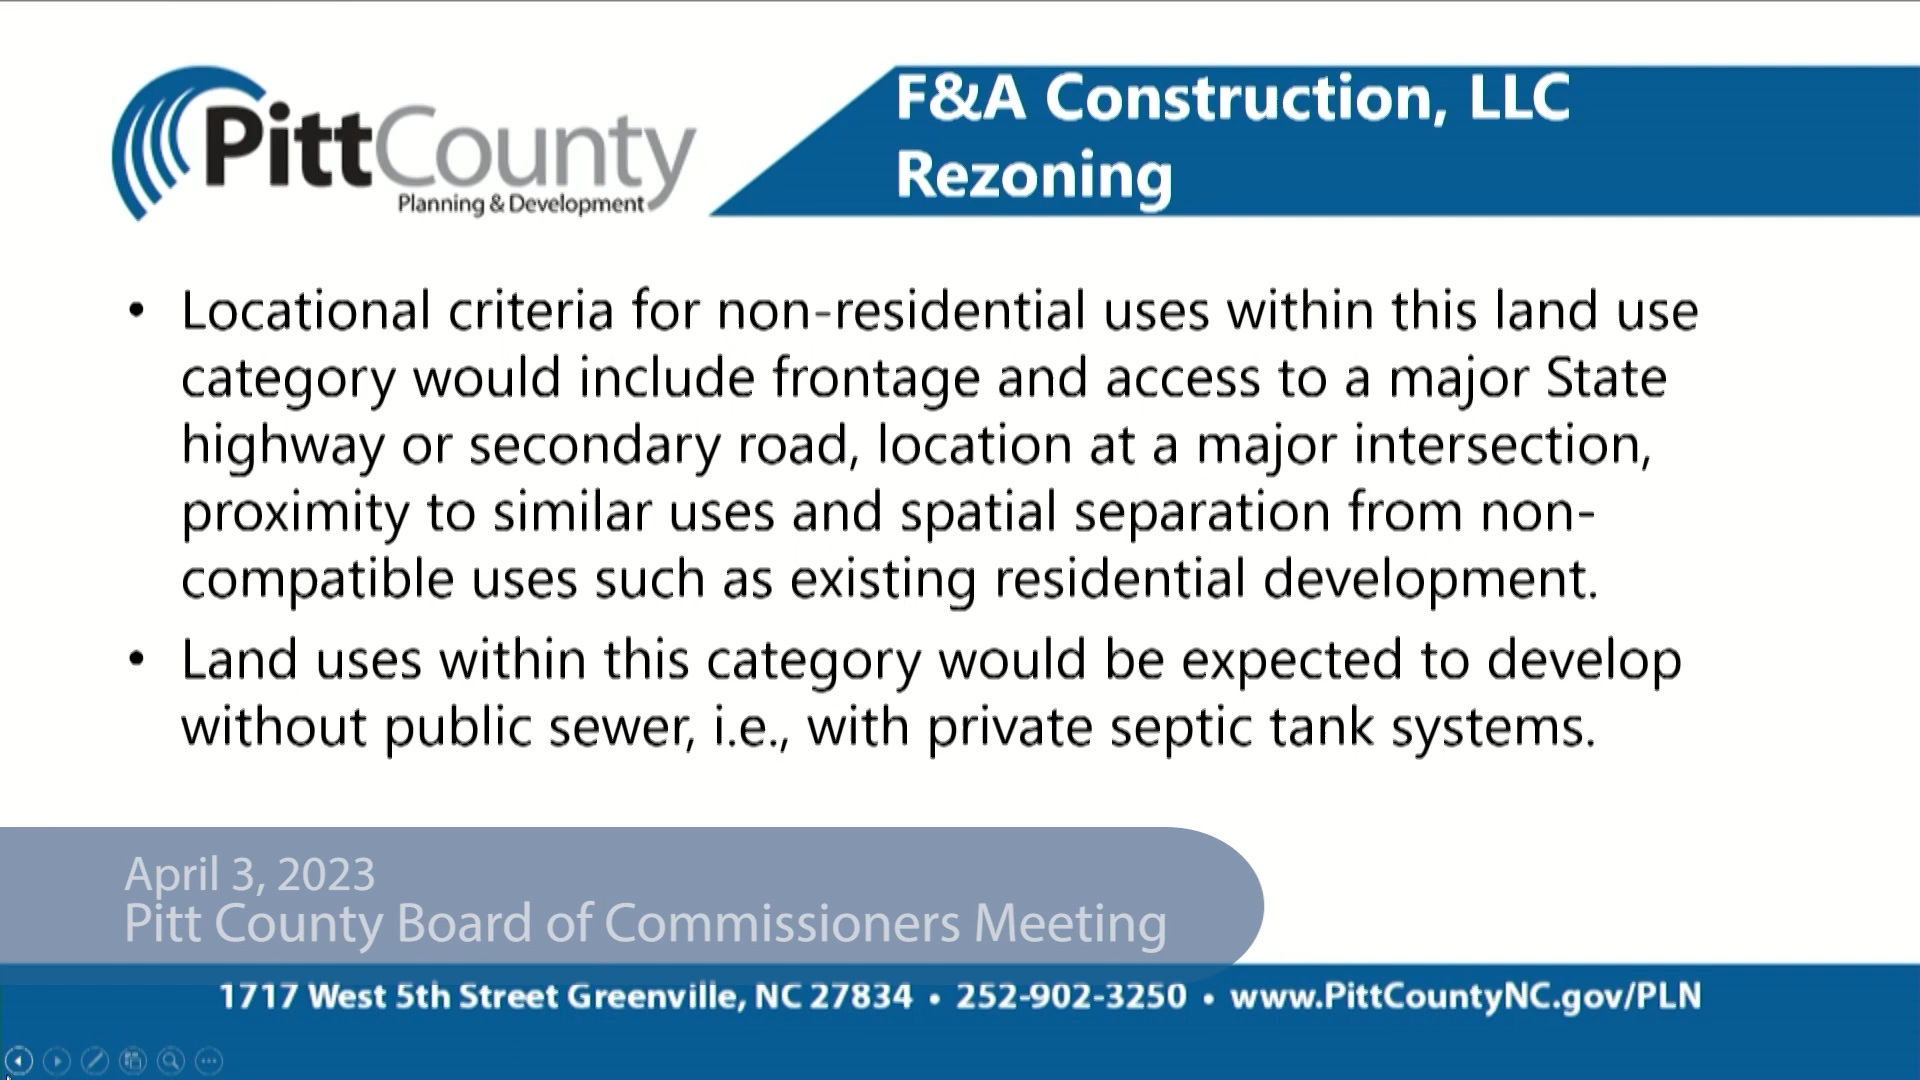 PittCounty
Planning & Development
F&A Construction, LLC
Rezoning
• Locational criteria for non-residential uses within this land use
category would include frontage and access to a major State
highway or secondary road, location at a major intersection,
proximity to similar uses and spatial separation from non-
compatible uses such as existing residential development.
• Land uses within this category would be expected to develop
without public sewer, i.e., with private septic tank systems.
April 3, 2023
Pitt County Board of Commissioners Meeting
1717 West 5th Street Greenville, NC 27834 • 252-902-3250 • www.PittCountyNC.gov/PLN